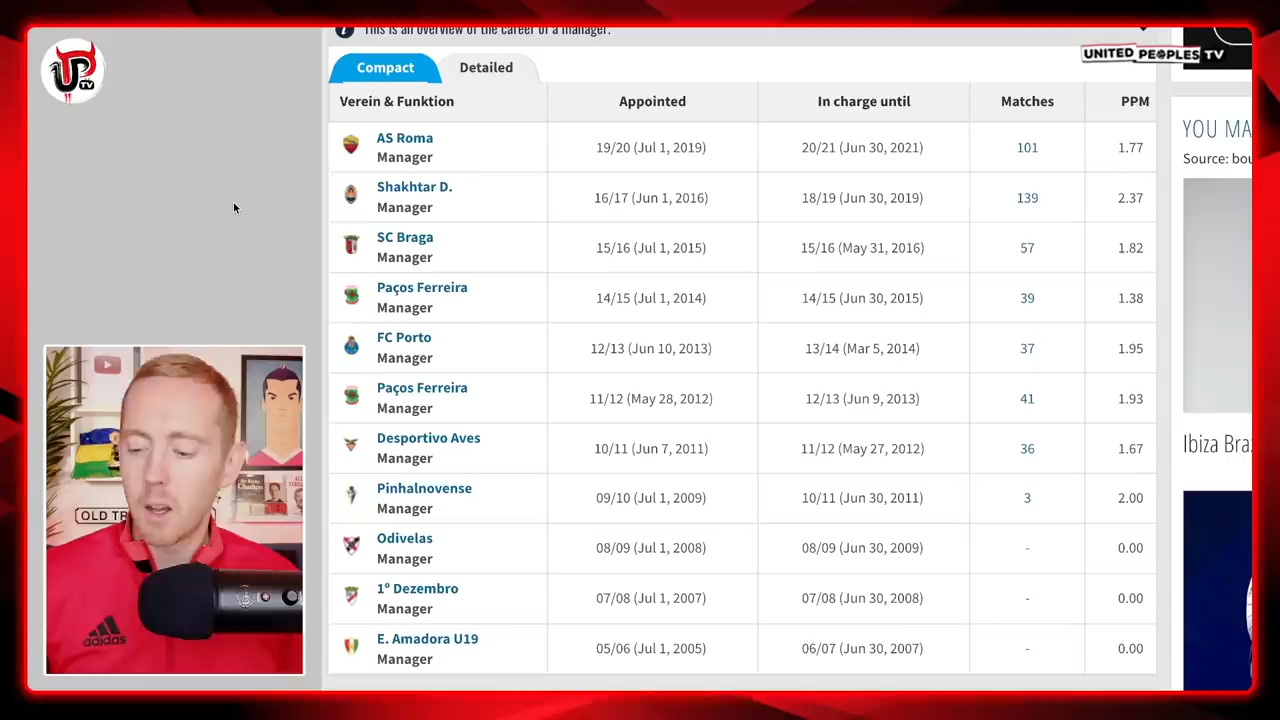 This is an overview of the career of a manager.
UNITED PEOPLES TV
UP
TV
Compact
Detailed
Verein & Funktion
Appointed
In charge until
Matches
PPM
AS Roma
Manager
19/20 (Jul 1, 2019)
20/21 (Jun 30, 2021)
101
1.77
Shakhtar D.
Manager
16/17 (Jun 1, 2016)
18/19 (Jun 30, 2019)
139
2.37
SC Braga
Manager
15/16 (Jul 1, 2015)
15/16 (May 31, 2016)
57
1.82
Paços Ferreira
Manager
14/15 (Jul 1, 2014)
14/15 (Jun 30, 2015)
39
1.38
FC Porto
Manager
12/13 (Jun 10, 2013)
13/14 (Mar 5, 2014)
37
1.95
Paços Ferreira
Manager
11/12 (May 28, 2012)
12/13 (Jun 9, 2013)
41
1.93
Desportivo Aves
Manager
10/11 (Jun 7, 2011)
11/12 (May 27, 2012)
36
1.67
Pinhalnovense
Manager
09/10 (Jul 1, 2009)
10/11 (Jun 30, 2011)
3
2.00
Odivelas
Manager
08/09 (Jul 1, 2008)
08/09 (Jun 30, 2009)
-
0.00
1º Dezembro
Manager
07/08 (Jul 1, 2007)
07/08 (Jun 30, 2008)
-
0.00
E. Amadora U19
Manager
05/06 (Jul 1, 2005)
06/07 (Jun 30, 2007)
-
0.00
YOU MA
Source: bou
Ibiza Bra
OLD TR
adidas